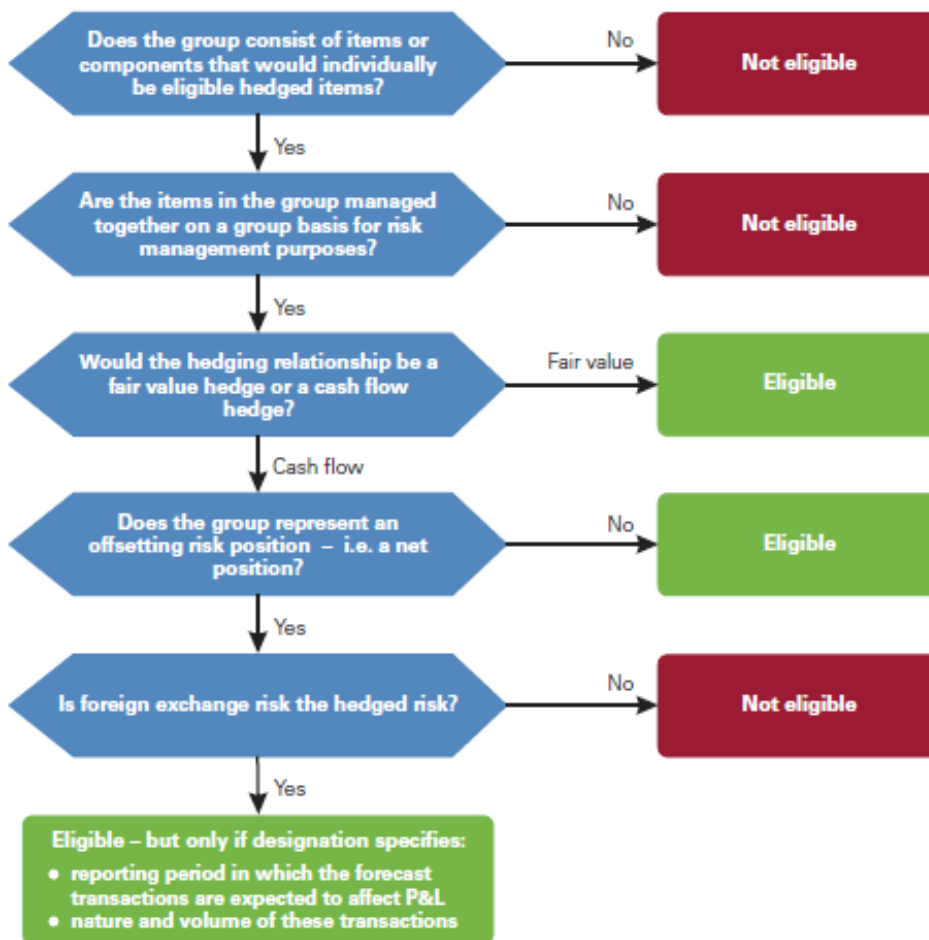 Does the group consist of items or
components that would individually
be eligible hedged items?
No
Not eligible
Yes
Are the items in the group managed
together on a group basis for risk
management purposes?
No
Not eligible
Yes
Would the hedging relationship be a
fair value hedge or a cash flow
hedge?
Fair value
Eligible
Cash flow
Does the group represent an
offsetting risk position – i.e. a net
position?
No
Eligible
Yes
Is foreign exchange risk the hedged risk?
No
Not eligible
Yes
Eligible – but only if designation specifies:
● reporting period in which the forecast
transactions are expected to affect P&L
● nature and volume of these transactions